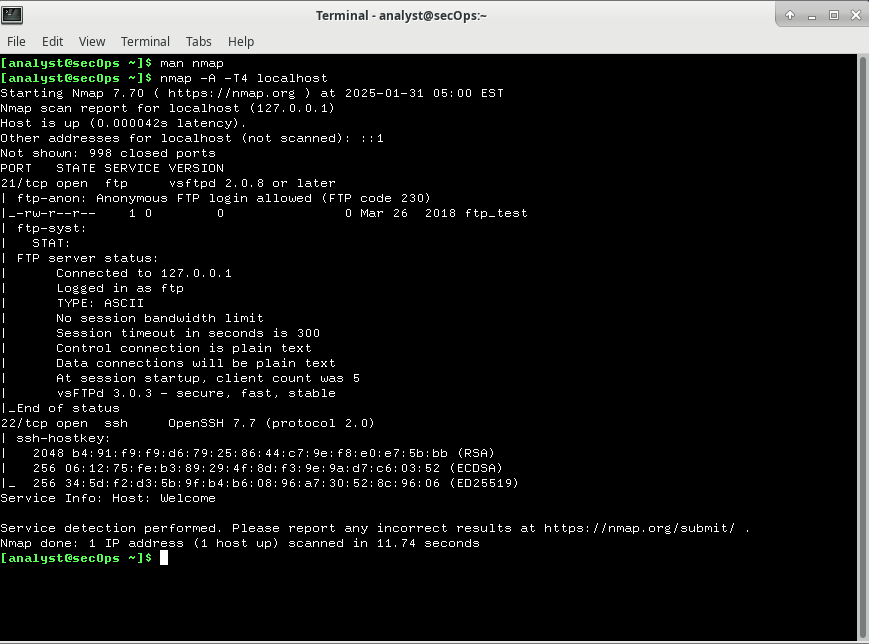 Terminal - analyst@secOps:~
File Edit View Terminal Tabs Help
[analyst@secOps ~]$ man nmap
[analyst@secOps ~]$ nmap -A -T4 localhost
Starting Nmap 7.70 ( https://nmap.org ) at 2025-01-31 05:00 EST
Nmap scan report for localhost (127.0.0.1)
Host is up (0.000042s latency).
Other addresses for localhost (not scanned): ::1
Not shown: 998 closed ports
PORT   STATE SERVICE VERSION
21/tcp open  ftp     vsftpd 2.0.8 or later
| ftp-anon: Anonymous FTP login allowed (FTP code 230)
|_-rw-r--r--    1 0        0               0 Mar 26  2018 ftp_test
| ftp-syst:
|   STAT:
| FTP server status:
|      Connected to 127.0.0.1
|      Logged in as ftp
|      TYPE: ASCII
|      No session bandwidth limit
|      Session timeout in seconds is 300
|      Control connection is plain text
|      Data connections will be plain text
|      At session startup, client count was 5
|      vsFTPd 3.0.3 - secure, fast, stable
|_End of status
22/tcp open  ssh     OpenSSH 7.7 (protocol 2.0)
| ssh-hostkey:
|   2048 b4:91:f9:f9:d6:79:25:86:44:c7:9e:f8:e0:e7:5b:bb (RSA)
|   256 06:12:75:fe:b3:89:29:4f:8d:f3:9e:9a:d7:c6:03:52 (ECDSA)
|_  256 34:5d:f2:d3:5b:9f:b4:b6:08:96:a7:30:52:8c:96:06 (ED25519)
Service Info: Host: Welcome
Service detection performed. Please report any incorrect results at https://nmap.org/submit/ .
Nmap done: 1 IP address (1 host up) scanned in 11.74 seconds
[analyst@secOps ~]$